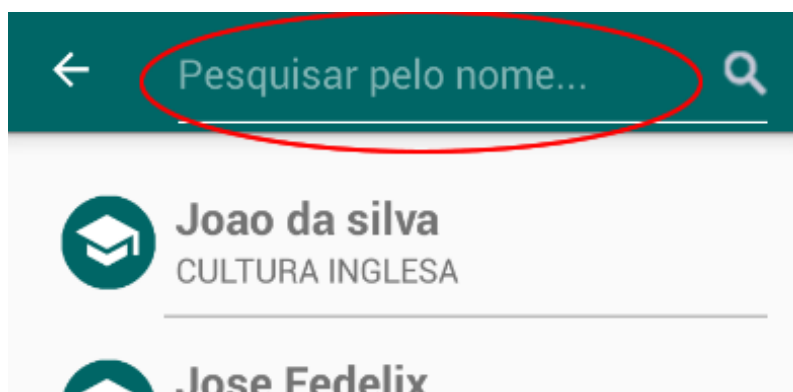 Pesquisar pelo nome...
Joao da silva
CULTURA INGLESA
Jose Fedelix